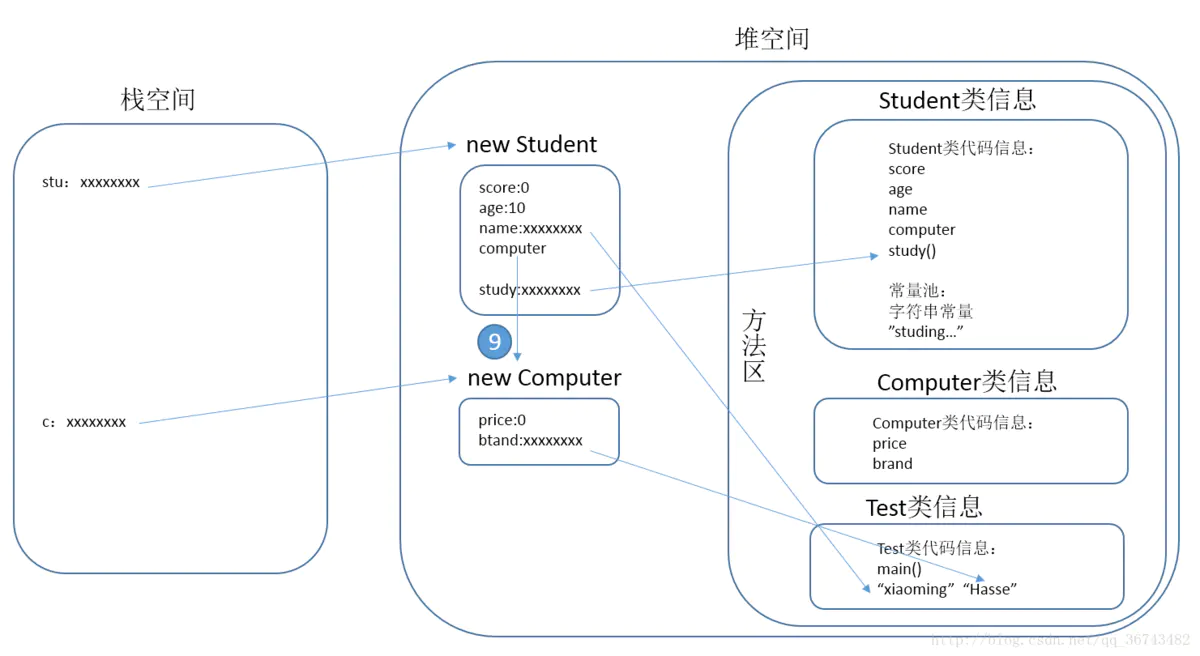 堆空间
栈空间
stu：xxxxxxxx
c：xxxxxxxx
new Student
score:0
age:10
name:xxxxxxxx
computer
study:xxxxxxxx
9
new Computer
price:0
btand:xxxxxxxx
方法区
Student类信息
Student类代码信息：
score
age
name
computer
study()
常量池：
字符串常量
”studing...”
Computer类信息
Computer类代码信息：
price
brand
Test类信息
Test类代码信息：
main()
“xiaoming” “Hasse”
http://blog.csdn.net/qq_36743482